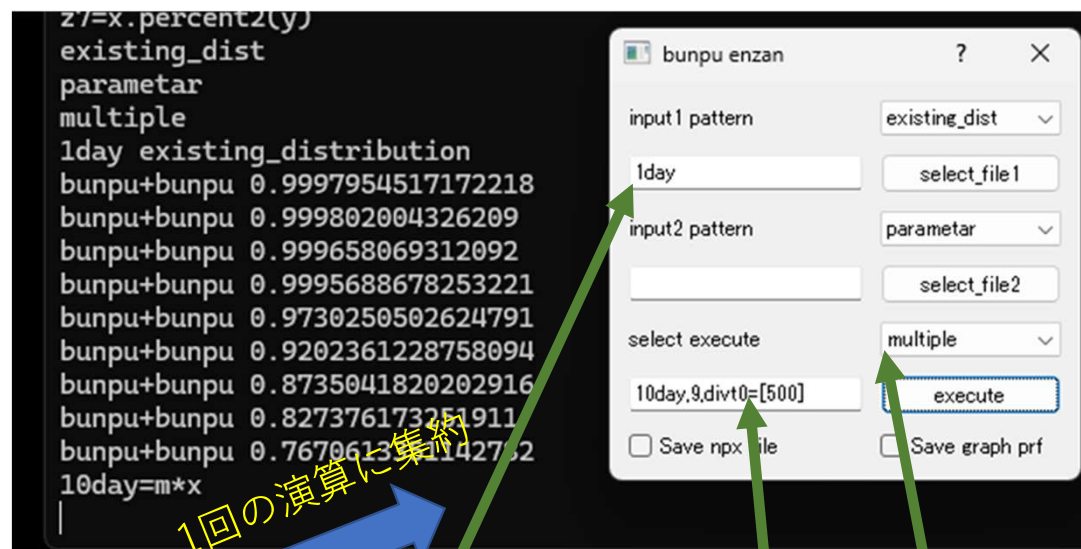 z7=x.percent2(y)
existing_dist
parametar
multiple
1day existing_distribution
bunpu+bunpu 0.9997954517172218
bunpu+bunpu 0.999802004326209
bunpu+bunpu 0.999658069312092
bunpu+bunpu 0.9995688678253221
bunpu+bunpu 0.9730250502624791
bunpu+bunpu 0.9202361228758094
bunpu+bunpu 0.8735041820202916
bunpu+bunpu
bunpu+bunpu
10day=m*x
1回の演算に集約
bunpu enzan ? ×
input1 pattern existing_dist
1day select_file1
input2 pattern parametar
select_file2
select execute multiple
10day,9,divt0=[500] execute
Save npx Save graph prf